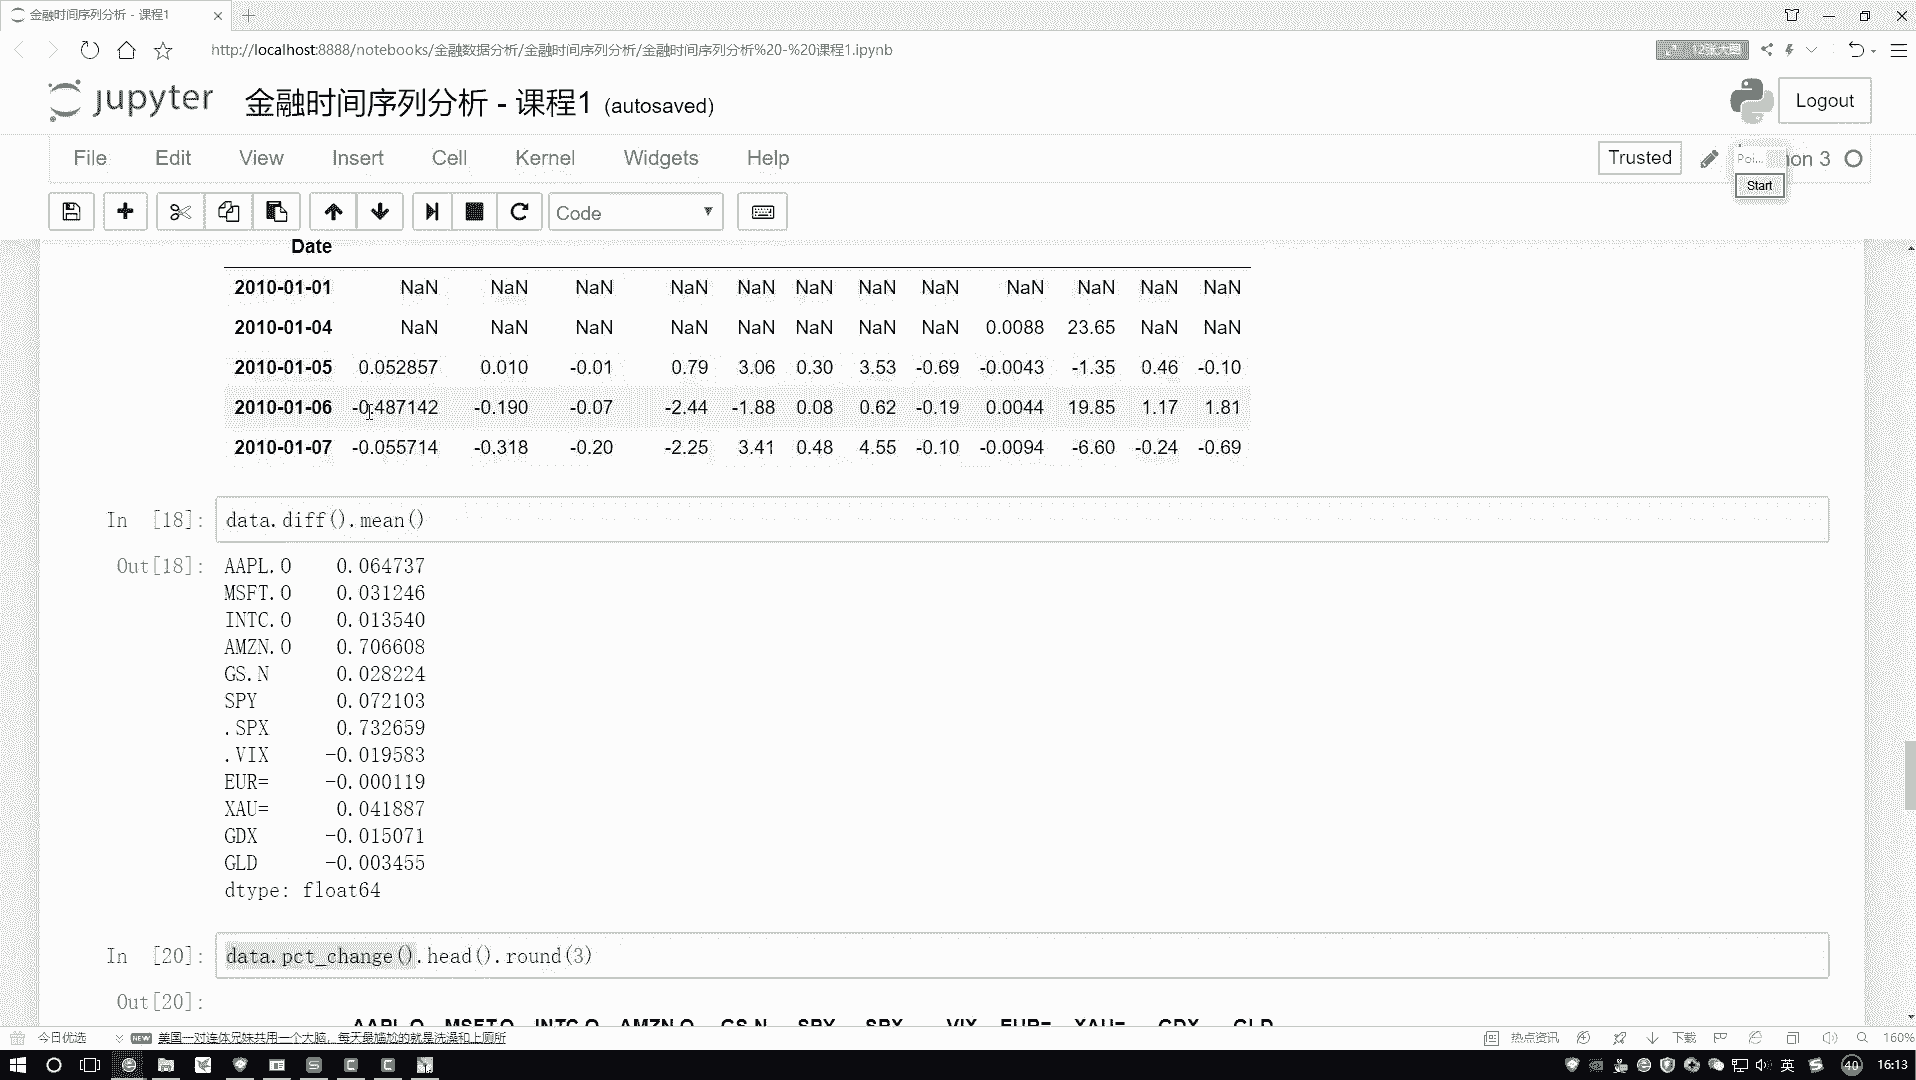 金融时间序列分析 - 课程1
http://localhost:8888/notebooks/金融数据分析/金融时间序列分析/金融时间序列分析%20-%20课程1.ipynb
jupyter 金融时间序列分析 - 课程1 (autosaved) Logout
File Edit View Insert Cell Kernel Widgets Help Trusted Poi... on 3
Start
Code
Date
2010-01-01 NaN NaN NaN NaN NaN NaN NaN NaN NaN NaN NaN NaN
2010-01-04 NaN NaN NaN NaN NaN NaN NaN NaN 0.0088 23.65 NaN NaN
2010-01-05 0.052857 0.010 -0.01 0.79 3.06 0.30 3.53 -0.69 -0.0043 -1.35 0.46 -0.10
2010-01-06 -0.487142 -0.190 -0.07 -2.44 -1.88 0.08 0.62 -0.19 0.0044 19.85 1.17 1.81
2010-01-07 -0.055714 -0.318 -0.20 -2.25 3.41 0.48 4.55 -0.10 -0.0094 -6.60 -0.24 -0.69
In [18]: data.diff().mean()
Out[18]: AAPL.O 0.064737
MSFT.O 0.031246
INTC.O 0.013540
AMZN.O 0.706608
GS.N 0.028224
SPY 0.072103
.SPX 0.732659
.VIX -0.019583
EUR= -0.000119
XAU= 0.041887
GDX -0.015071
GLD -0.003455
dtype: float64
In [20]: data.pct_change().head().round(3)
Out[20]:
AAPL.O MSFT.O INTC.O AMZN.O GS.N SPY .SPX .VIX EUR= XAU= GDX GLD
今日优选 NEW 美国一对连体兄妹共用一个大脑，每天最尴尬的就是洗澡和上厕所 热点资讯 下载 160%
英 40 16:13